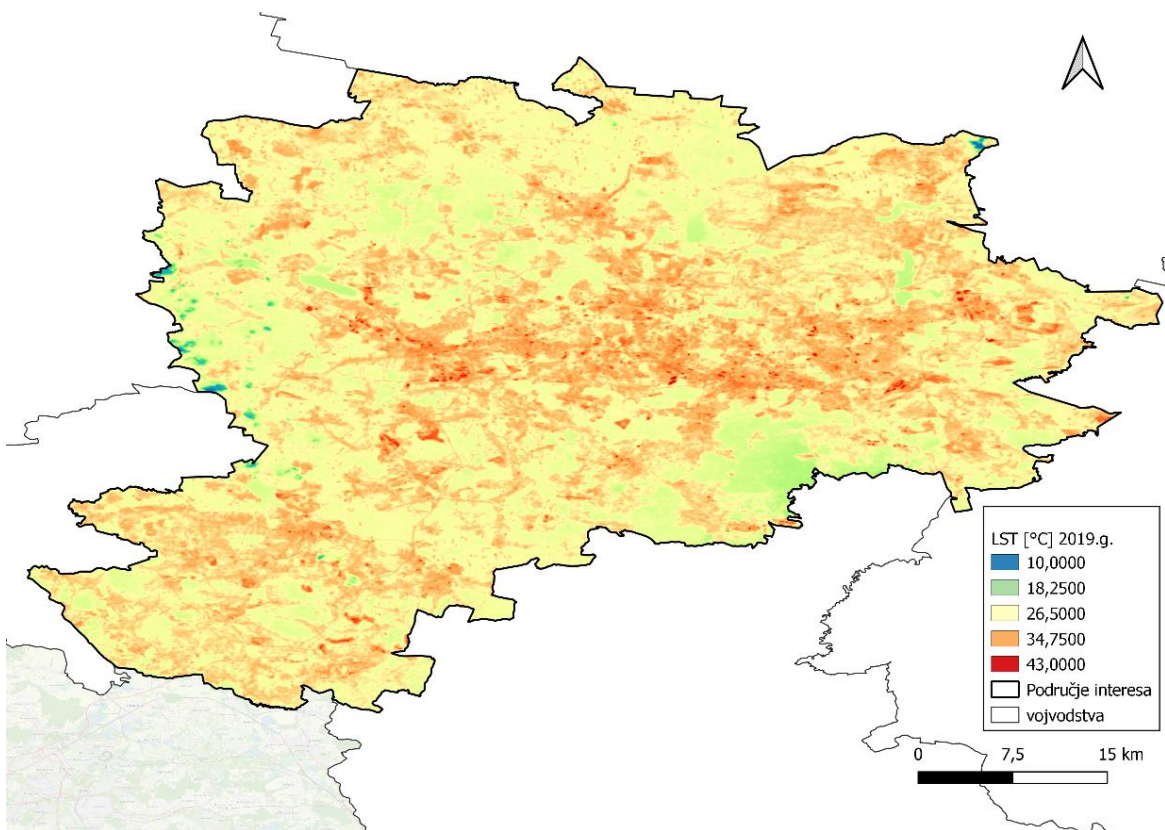 LST [°C] 2019.g.
10,0000
18,2500
26,5000
34,7500
43,0000
Područje interesa
vojvodstva
0 7,5 15 km